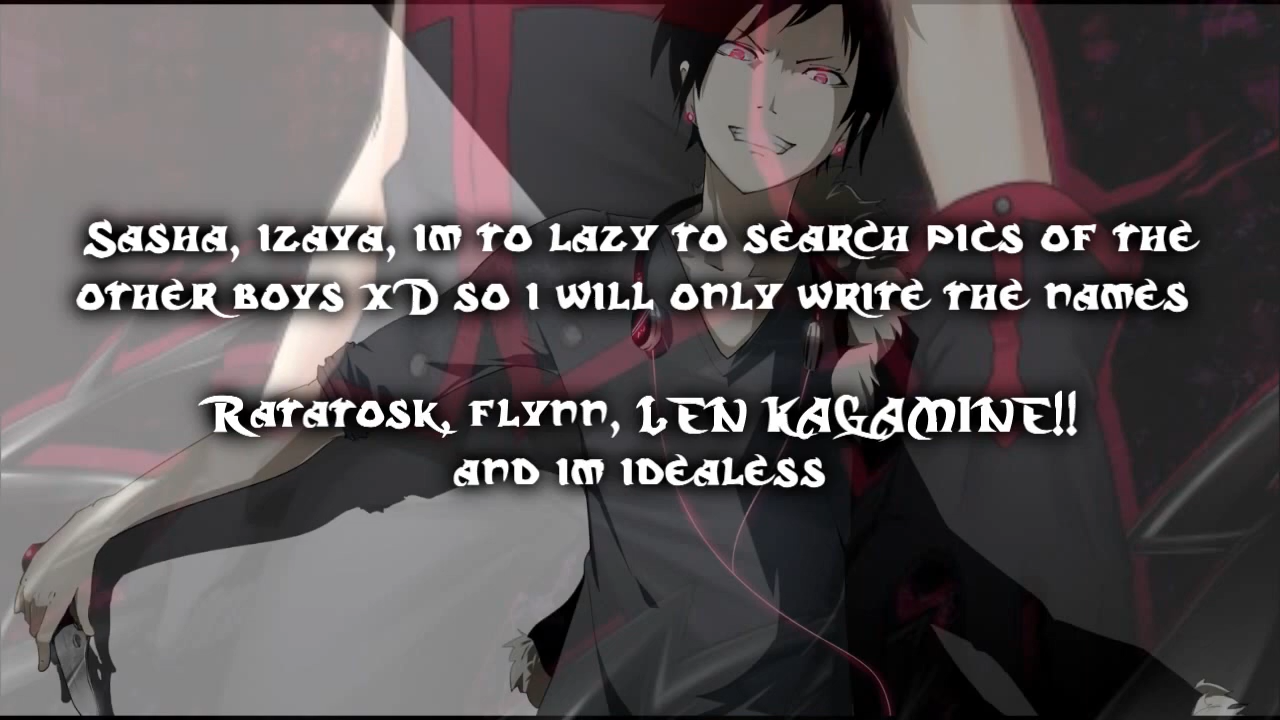 Sasha, izaya, im to lazy to search pics of the
other boys xD so i will only write the names
Ratatosk, flynn, LEN KAGAMINE!!
and im idealess